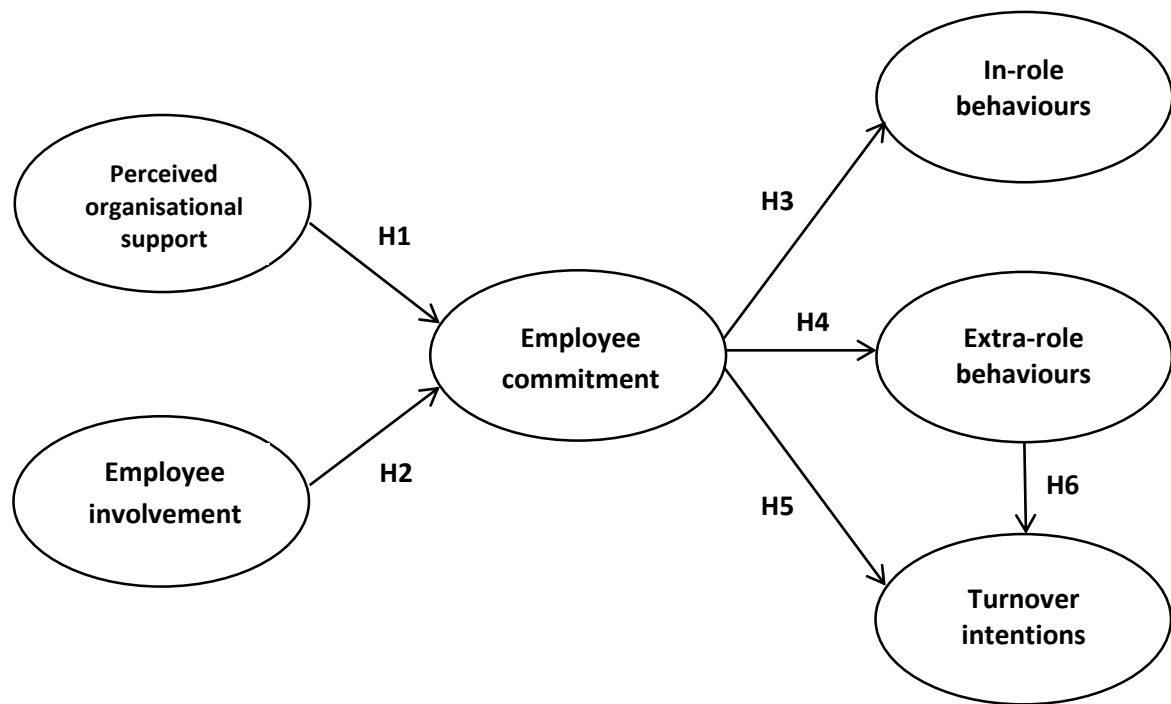 Perceived
organisational
support
H1
Employee
involvement
H2
Employee
commitment
H3
In-role
behaviours
H4
Extra-role
behaviours
H5
H6
Turnover
intentions